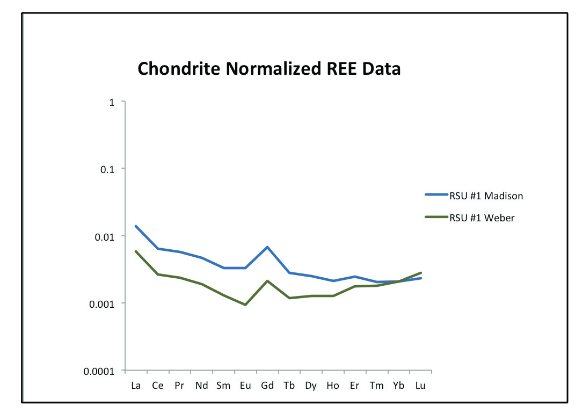 Chondrite Normalized REE Data
1
0.1
0.01
0.001
0.0001
La Ce Pr Nd Sm Eu Gd Tb Dy Ho Er Tm Yb Lu
RSU #1 Madison
RSU #1 Weber